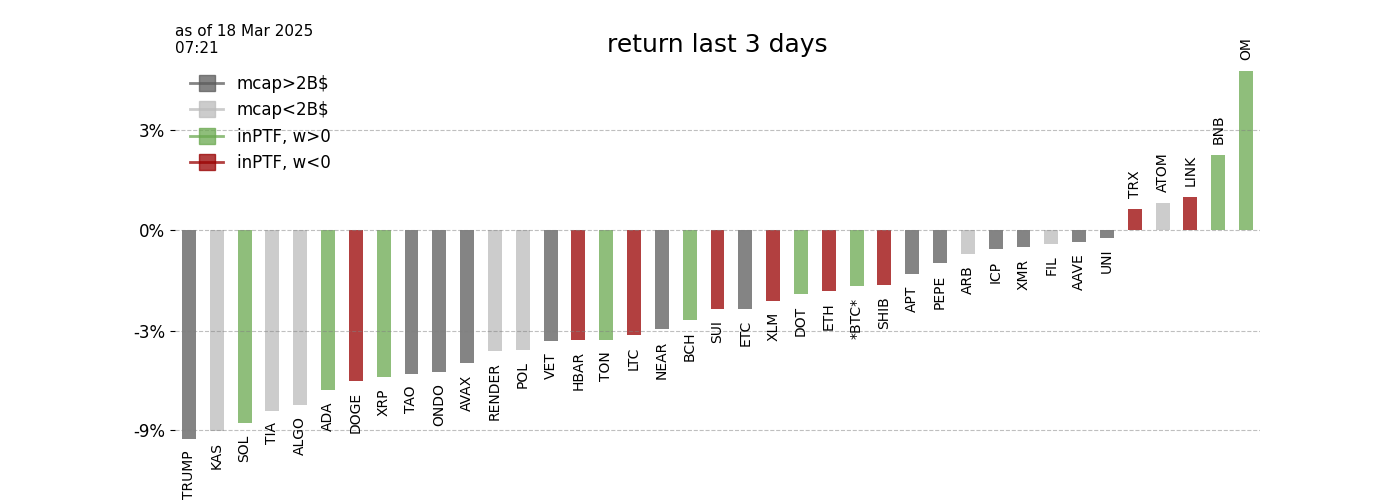 as of 18 Mar 2025
07:21
return last 3 days
mcap>2B$
mcap<2B$
inPTF, w>0
inPTF, w<0
3%
0%
-3%
-9%
TRUMP
KAS
SOL
TIA
ALGO
ADA
DOGE
XRP
TAO
ONDO
AVAX
RENDER
POL
VET
HBAR
TON
LTC
NEAR
BCH
SUI
ETC
XLM
DOT
ETH
*BTC*
SHIB
APT
PEPE
ARB
ICP
XMR
FIL
AAVE
UNI
TRX
ATOM
LINK
BNB
OM